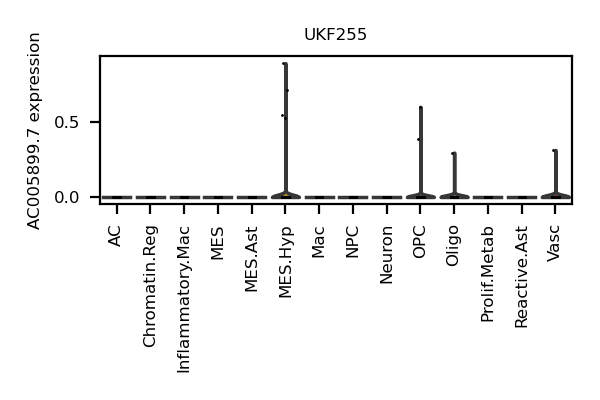 UKF255
AC005899.7 expression
0.5
0.0
AC
Chromatin.Reg
Inflammatory.Mac
MES
MES.Ast
MES.Hyp
Mac
NPC
Neuron
OPC
Oligo
Prolif.Metab
Reactive.Ast
Vasc